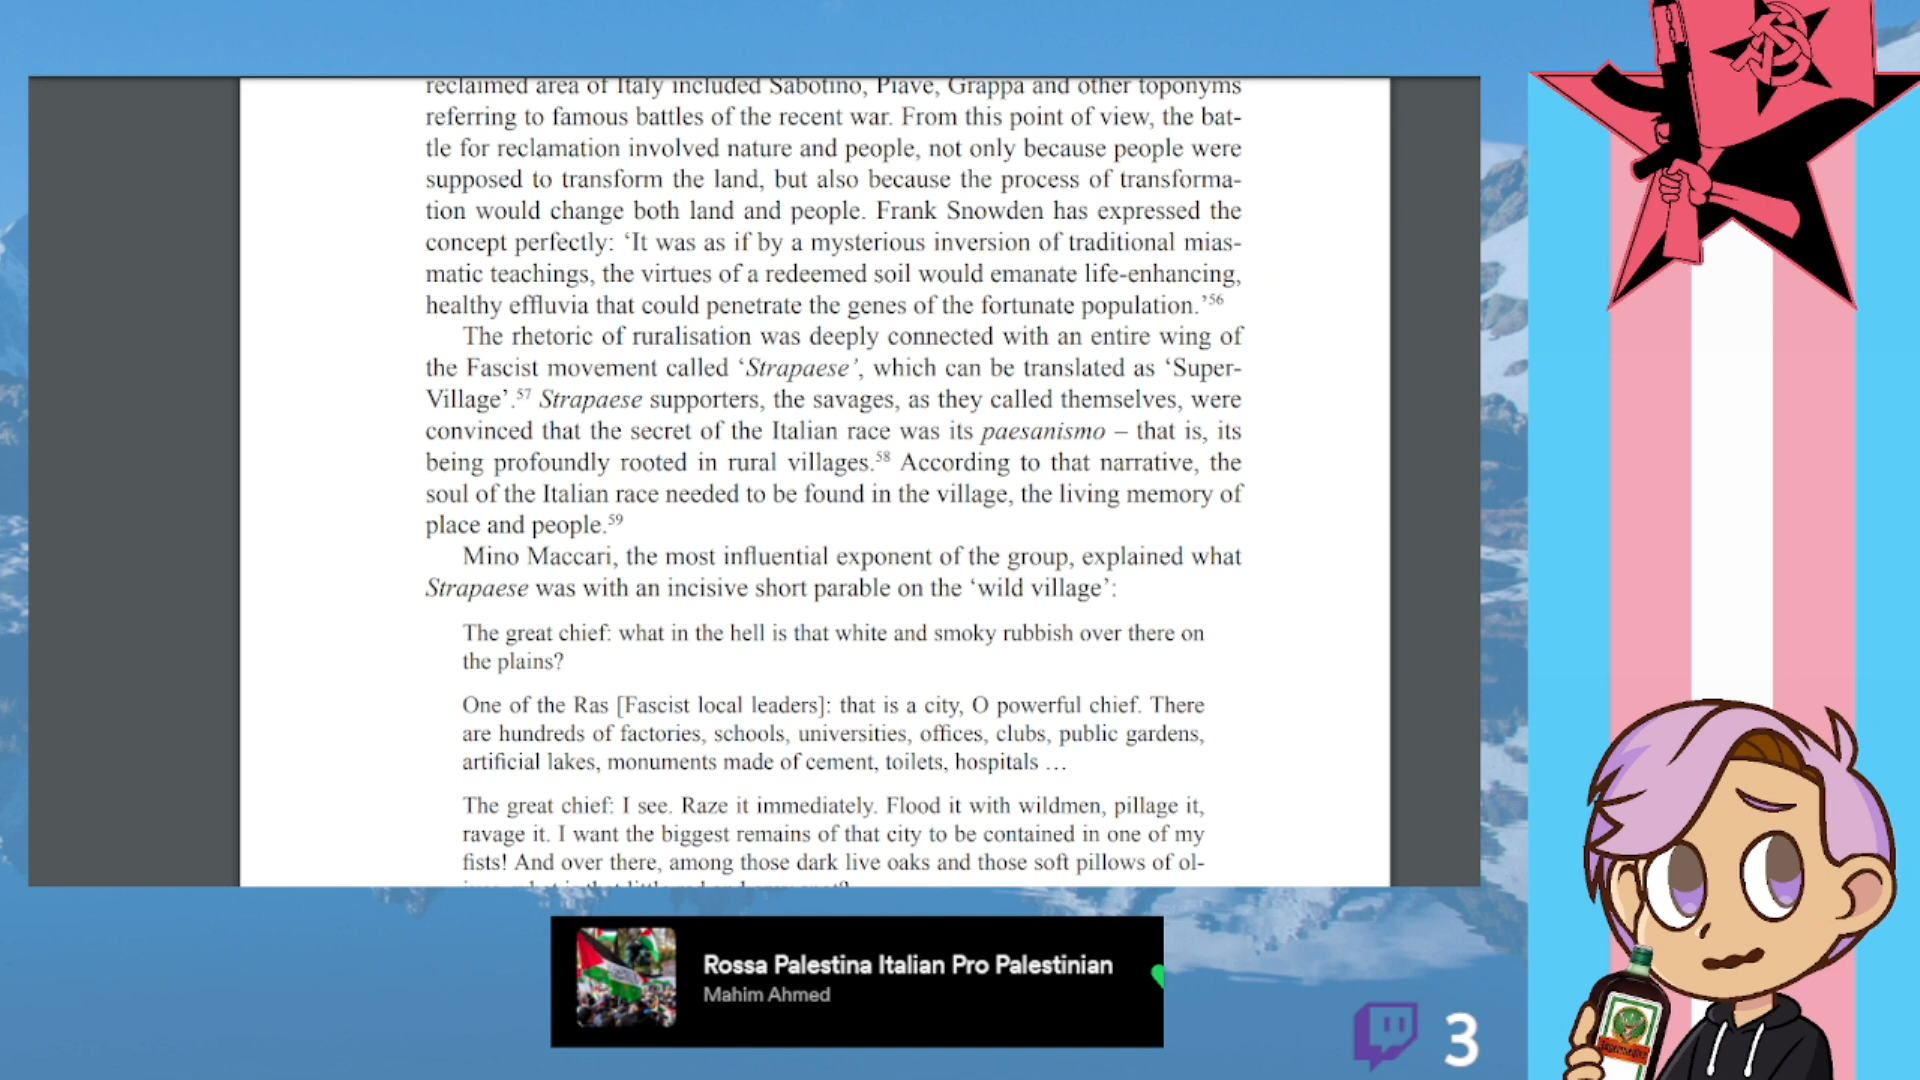 reclaimed area of Italy included Sabotino, Piave, Grappa and other toponyms
referring to famous battles of the recent war. From this point of view, the bat-
tle for reclamation involved nature and people, not only because people were
supposed to transform the land, but also because the process of transforma-
tion would change both land and people. Frank Snowden has expressed the
concept perfectly: ‘It was as if by a mysterious inversion of traditional mias-
matic teachings, the virtues of a redeemed soil would emanate life-enhancing,
healthy effluvia that could penetrate the genes of the fortunate population.’56
The rhetoric of ruralisation was deeply connected with an entire wing of
the Fascist movement called ‘Strapaese’, which can be translated as ‘Super-
Village’.57 Strapaese supporters, the savages, as they called themselves, were
convinced that the secret of the Italian race was its paesanismo – that is, its
being profoundly rooted in rural villages.58 According to that narrative, the
soul of the Italian race needed to be found in the village, the living memory of
place and people.59
Mino Maccari, the most influential exponent of the group, explained what
Strapaese was with an incisive short parable on the ‘wild village’:
The great chief: what in the hell is that white and smoky rubbish over there on
the plains?
One of the Ras [Fascist local leaders]: that is a city, O powerful chief. There
are hundreds of factories, schools, universities, offices, clubs, public gardens,
artificial lakes, monuments made of cement, toilets, hospitals …
The great chief: I see. Raze it immediately. Flood it with wildmen, pillage it,
ravage it. I want the biggest remains of that city to be contained in one of my
fists! And over there, among those dark live oaks and those soft pillows of ol-
Rossa Palestina Italian Pro Palestinian
Mahim Ahmed
3